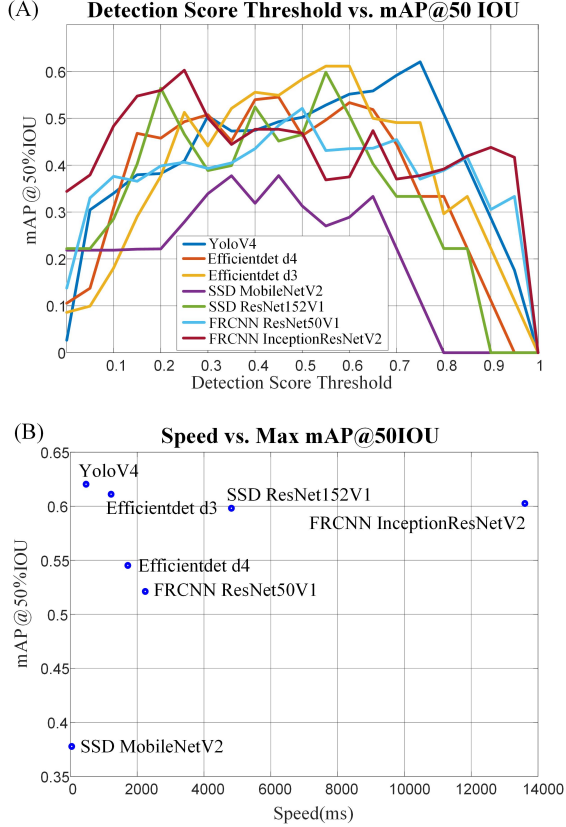 (A)
Detection Score Threshold vs. mAP@50 IOU
mAP@50%IOU
0.6
0.5
0.4
0.3
0.2
0.1
0
YoloV4
Efficientdet d4
Efficientdet d3
SSD MobileNetV2
SSD ResNet152V1
FRCNN ResNet50V1
FRCNN InceptionResNetV2
0.1 0.2 0.3 0.4 0.5 0.6 0.7 0.8 0.9 1
Detection Score Threshold
(B)
Speed vs. Max mAP@50IOU
mAP@50%IOU
0.65
0.6
0.55
0.5
0.45
0.4
0.35
YoloV4
Efficientdet d3
SSD ResNet152V1
FRCNN InceptionResNetV2
Efficientdet d4
FRCNN ResNet50V1
SSD MobileNetV2
0 2000 4000 6000 8000 10000 12000 14000
Speed(ms)